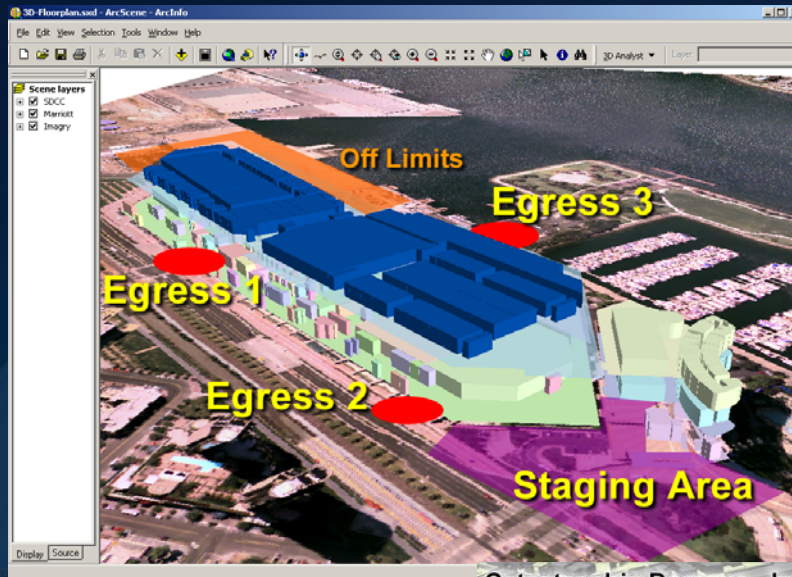 3D-Floorplan.sxd - ArcScene - ArcInfo
File Edit View Selection Tools Window Help
3D Analyst Layer:
Scene layers
SDCC
Marriott
Imagry
Off Limits
Egress 3
Egress 1
Egress 2
Staging Area
Display Source